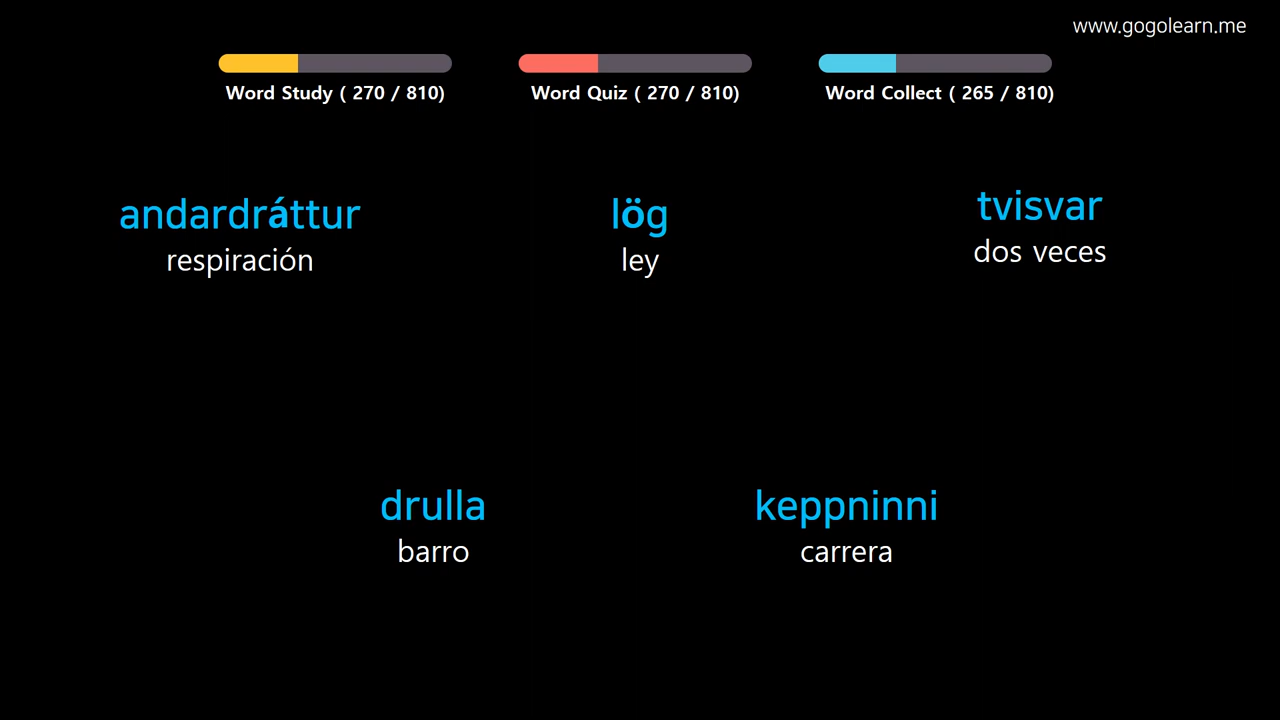 www.gogolearn.me
Word Study ( 270 / 810)
Word Quiz ( 270 / 810)
Word Collect ( 265 / 810)
andardráttur
respiración
lög
ley
tvisvar
dos veces
drulla
barro
keppninni
carrera